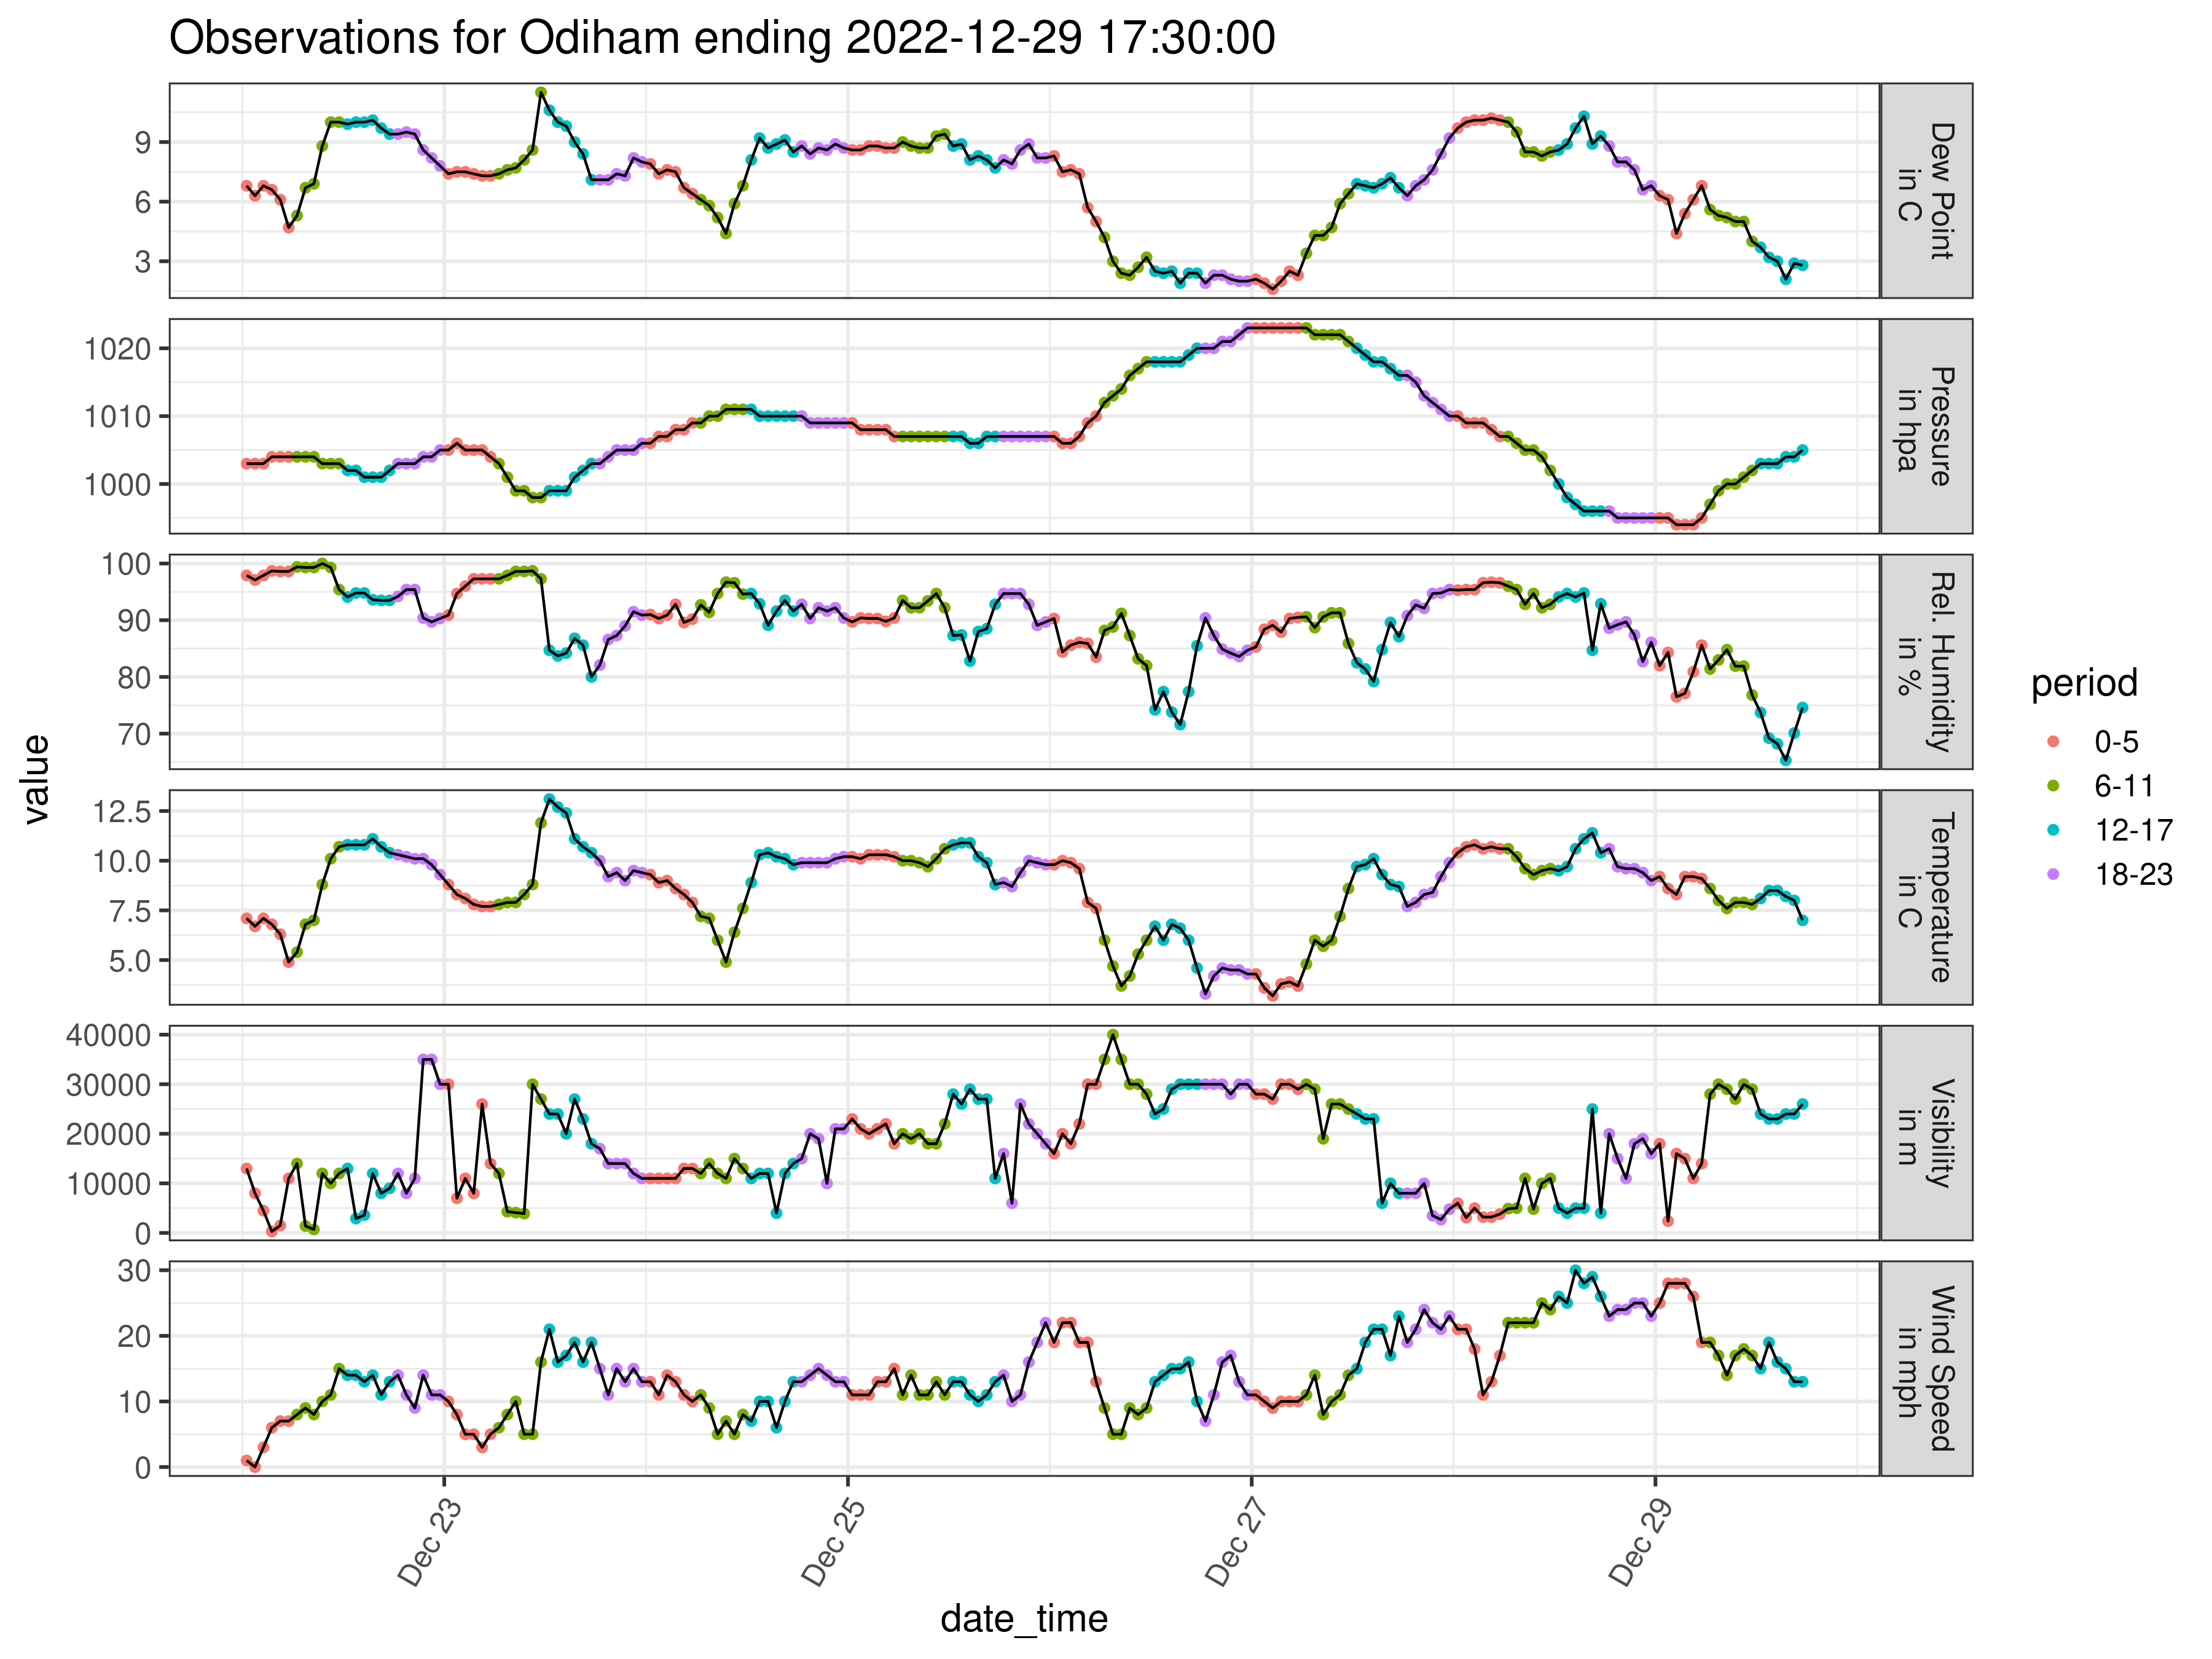 Observations for Odiham ending 2022-12-29 17:30:00
value
9
6
3
Dew Point
in C
1020
1010
1000
Pressure
in hpa
100
90
80
70
Rel. Humidity
in %
12.5
10.0
7.5
5.0
Temperature
in C
40000
30000
20000
10000
0
Visibility
in m
30
20
10
0
Wind Speed
in mph
Dec 23
Dec 25
Dec 27
Dec 29
date_time
period
0-5
6-11
12-17
18-23